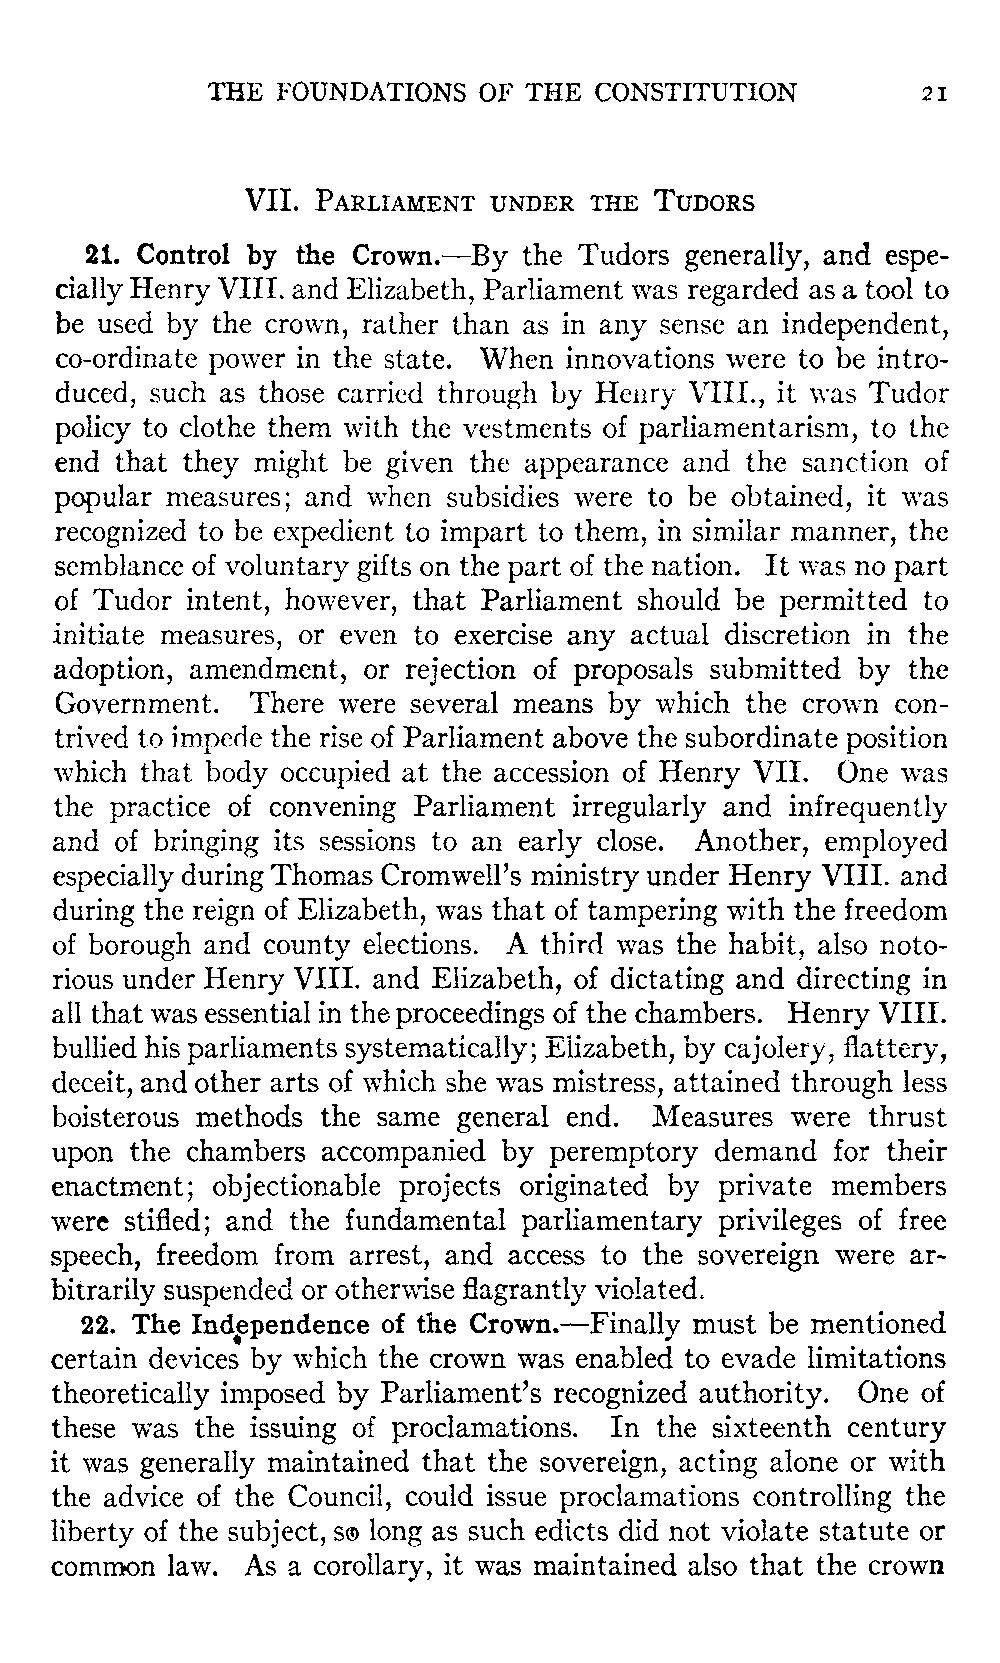 THE FOUNDATIONS OF THE CONSTITUTION 21
VII. PARLIAMENT UNDER THE TUDORS
21. Control by the Crown.—By the Tudors generally, and espe-
cially Henry VIII. and Elizabeth, Parliament was regarded as a tool to
be used by the crown, rather than as in any sense an independent,
co-ordinate power in the state. When innovations were to be intro-
duced, such as those carried through by Henry VIII., it was Tudor
policy to clothe them with the vestments of parliamentarism, to the
end that they might be given the appearance and the sanction of
popular measures; and when subsidies were to be obtained, it was
recognized to be expedient to impart to them, in similar manner, the
semblance of voluntary gifts on the part of the nation. It was no part
of Tudor intent, however, that Parliament should be permitted to
initiate measures, or even to exercise any actual discretion in the
adoption, amendment, or rejection of proposals submitted by the
Government. There were several means by which the crown con-
trived to impede the rise of Parliament above the subordinate position
which that body occupied at the accession of Henry VII. One was
the practice of convening Parliament irregularly and infrequently
and of bringing its sessions to an early close. Another, employed
especially during Thomas Cromwell's ministry under Henry VIII. and
during the reign of Elizabeth, was that of tampering with the freedom
of borough and county elections. A third was the habit, also noto-
rious under Henry VIII. and Elizabeth, of dictating and directing in
all that was essential in the proceedings of the chambers. Henry VIII.
bullied his parliaments systematically; Elizabeth, by cajolery, flattery,
deceit, and other arts of which she was mistress, attained through less
boisterous methods the same general end. Measures were thrust
upon the chambers accompanied by peremptory demand for their
enactment; objectionable projects originated by private members
were stifled; and the fundamental parliamentary privileges of free
speech, freedom from arrest, and access to the sovereign were ar-
bitrarily suspended or otherwise flagrantly violated.
22. The Independence of the Crown.—Finally must be mentioned
certain devices by which the crown was enabled to evade limitations
theoretically imposed by Parliament's recognized authority. One of
these was the issuing of proclamations. In the sixteenth century
it was generally maintained that the sovereign, acting alone or with
the advice of the Council, could issue proclamations controlling the
liberty of the subject, so long as such edicts did not violate statute or
common law. As a corollary, it was maintained also that the crown